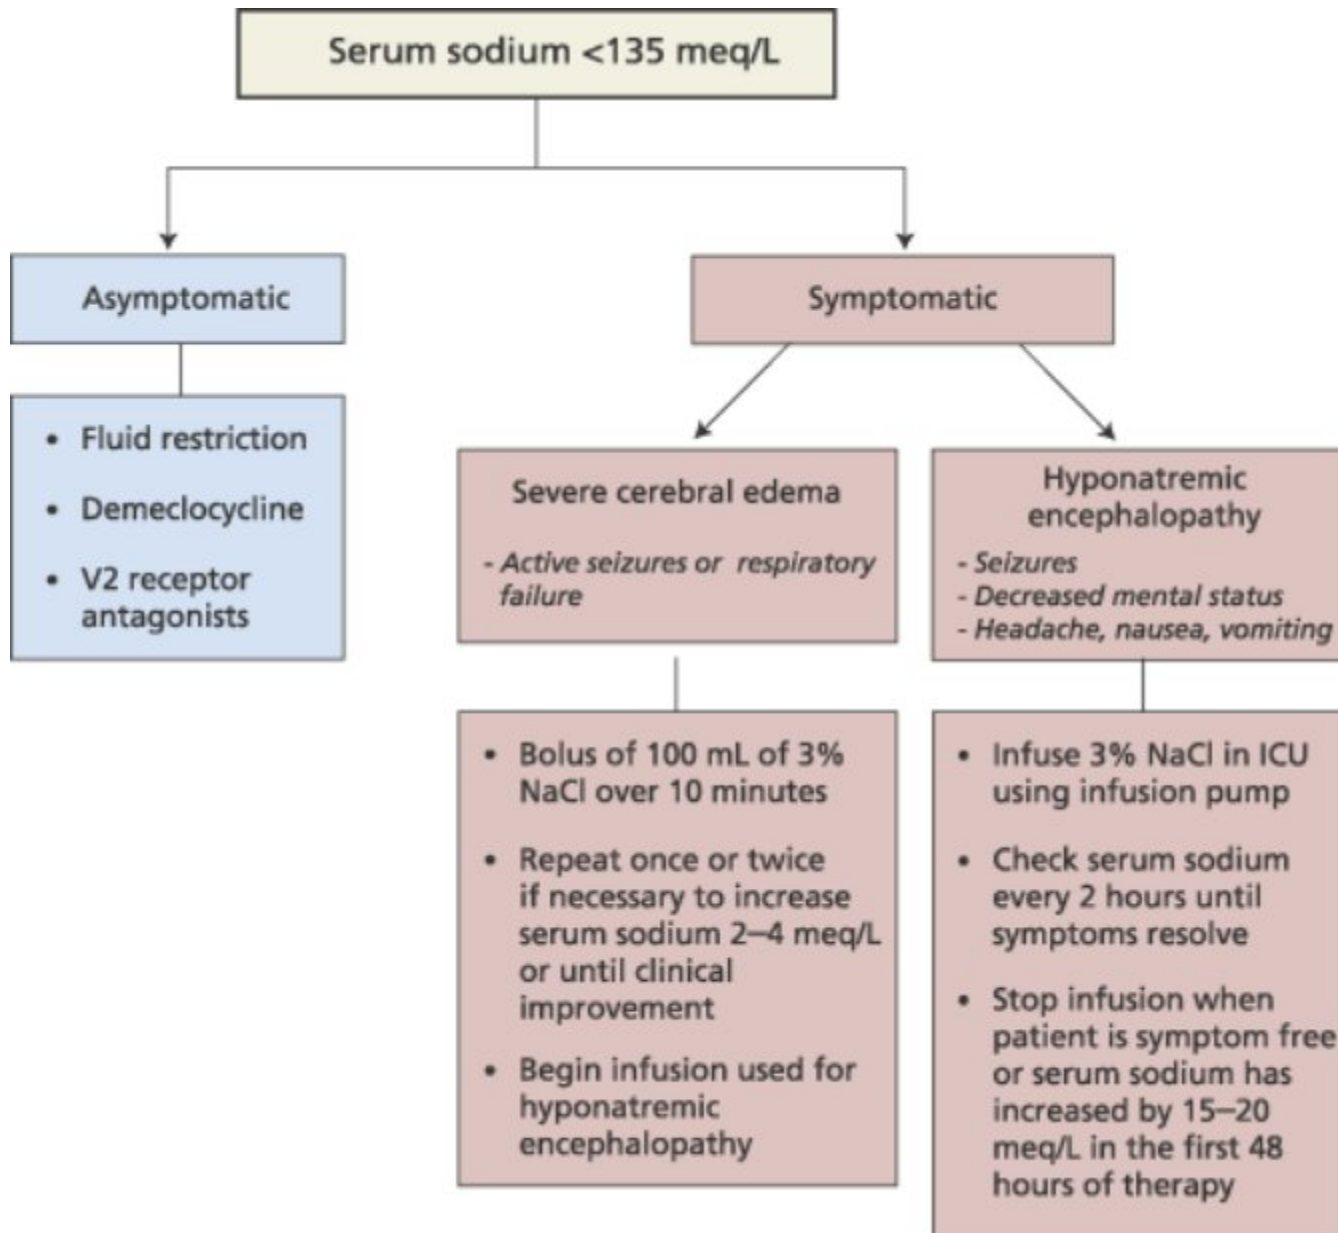 Serum sodium <135 meq/L
Asymptomatic
• Fluid restriction
• Demeclocycline
• V2 receptor
antagonists
Symptomatic
Severe cerebral edema
- Active seizures or respiratory
failure
• Bolus of 100 mL of 3%
NaCl over 10 minutes
• Repeat once or twice
if necessary to increase
serum sodium 2–4 meq/L
or until clinical
improvement
• Begin infusion used for
hyponatremic
encephalopathy
Hyponatremic
encephalopathy
- Seizures
- Decreased mental status
- Headache, nausea, vomiting
• Infuse 3% NaCl in ICU
using infusion pump
• Check serum sodium
every 2 hours until
symptoms resolve
• Stop infusion when
patient is symptom free
or serum sodium has
increased by 15–20
meq/L in the first 48
hours of therapy